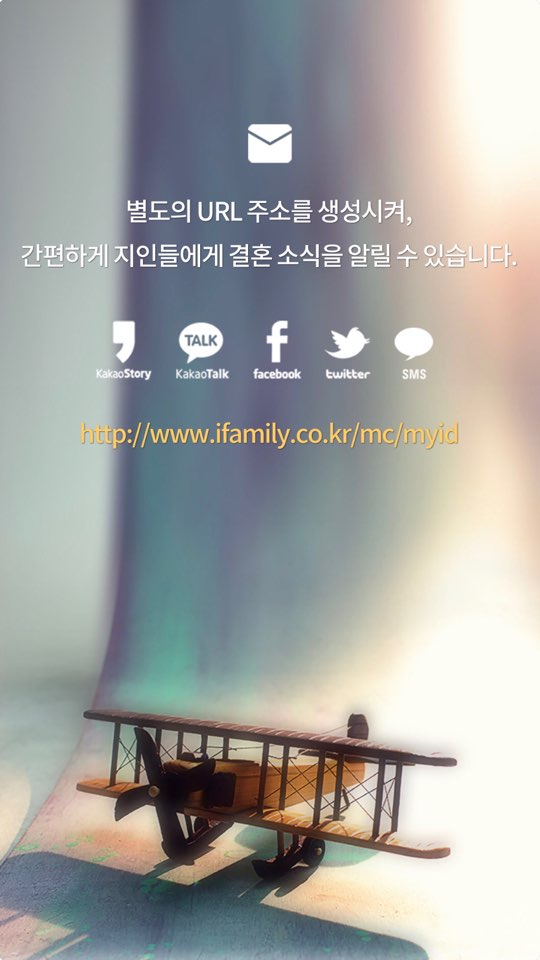 별도의 URL 주소를 생성시켜,
간편하게 지인들에게 결혼 소식을 알릴 수 있습니다.
TALK
KakaoStory KakaoTalk facebook twitter SMS
http://www.ifamily.co.kr/mc/myid